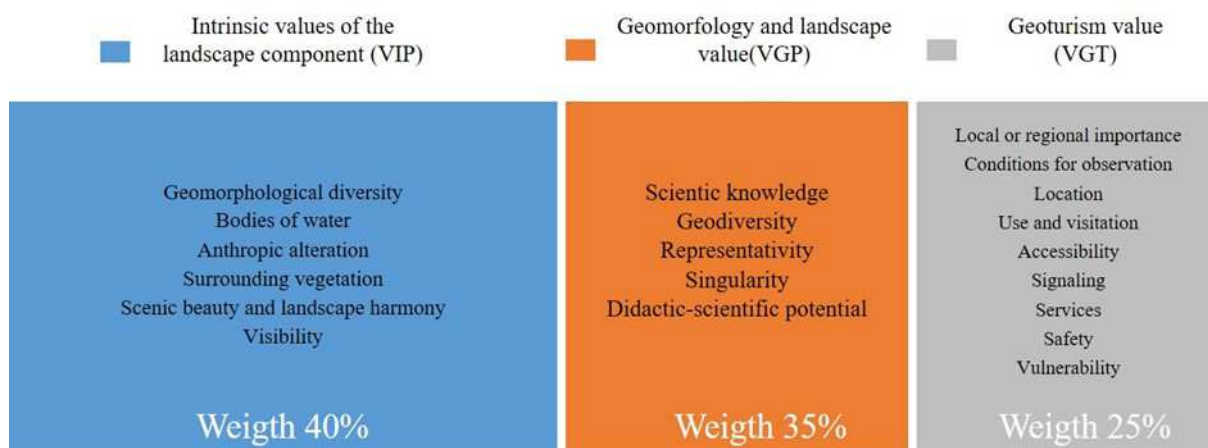 Intrinsic values of the
landscape component (VIP)
Geomorfology and landscape
value(VGP)
Geoturism value
(VGT)
Geomorphological diversity
Bodies of water
Anthropic alteration
Surrounding vegetation
Scenic beauty and landscape harmony
Visibility
Weigth 40%
Scientic knowledge
Geodiversity
Representativity
Singularity
Didactic-scientific potential
Weigth 35%
Local or regional importance
Conditions for observation
Location
Use and visitation
Accessibility
Signaling
Services
Safety
Vulnerability
Weigth 25%